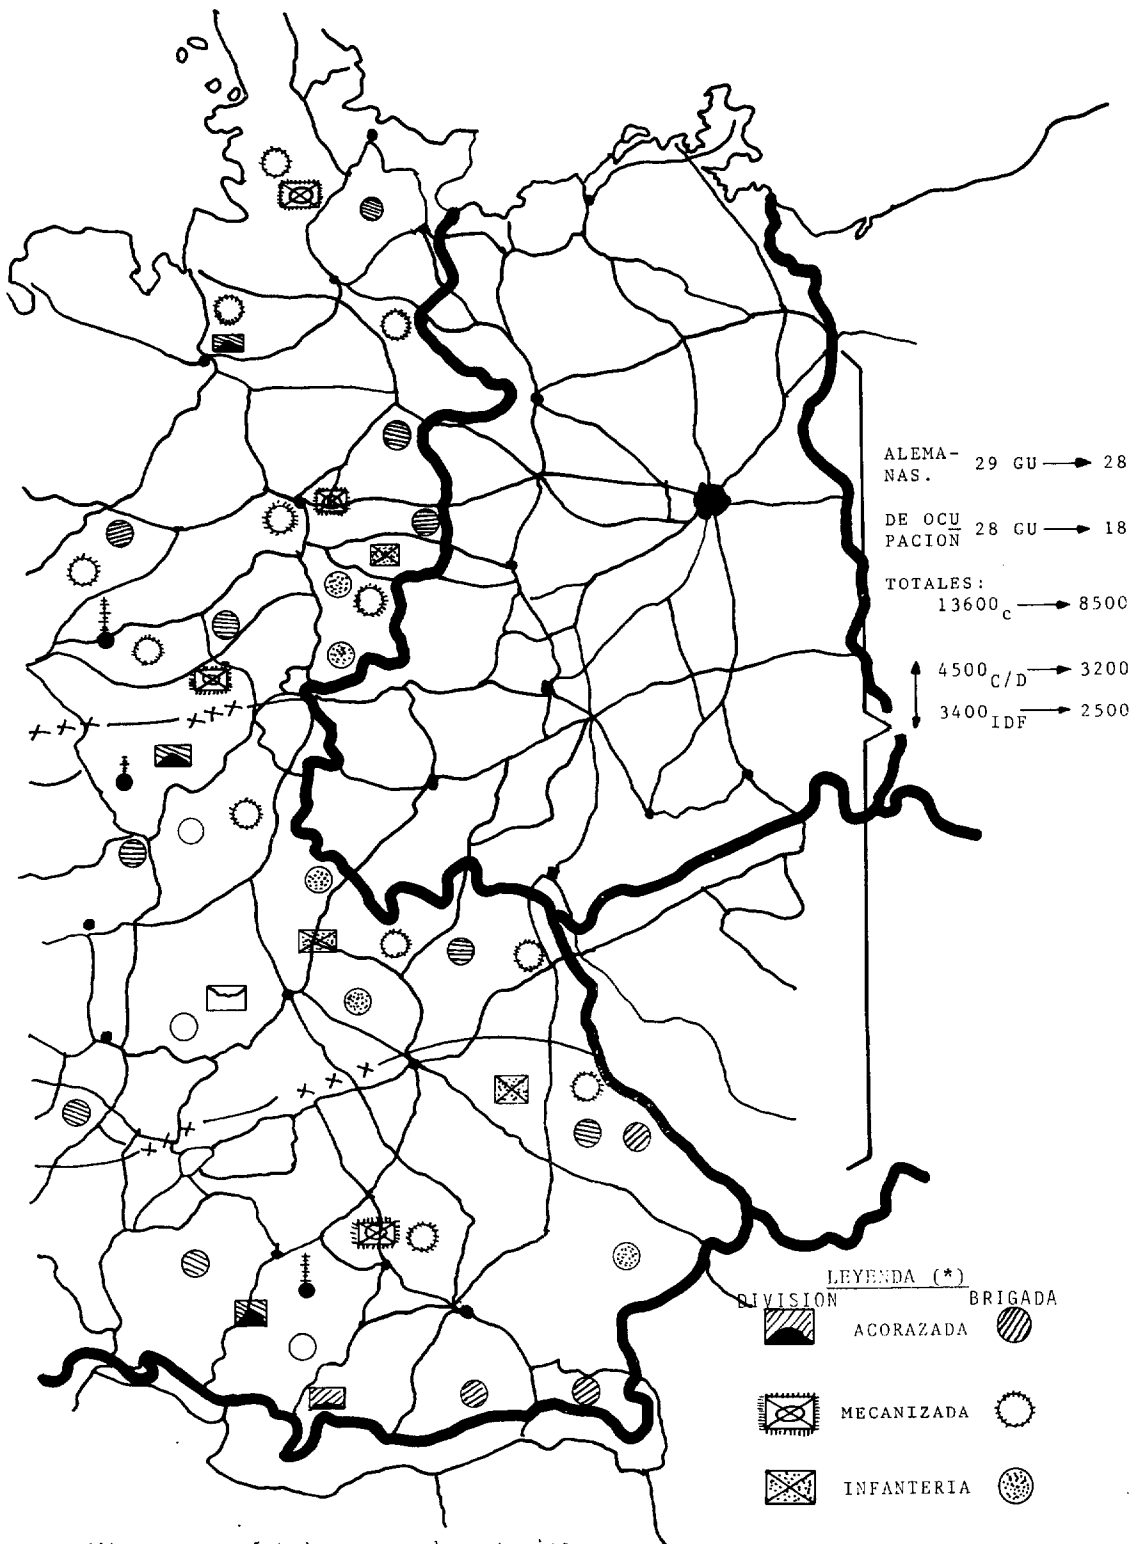 ALEMA-
NAS. 29 GU 28
DE OCU
PACION 28 GU 18
TOTALES:
13600c 8500
4500C/D 3200
3400IDF 2500
LEYENDA (*)
DIVISION BRIGADA
ACORAZADA
MECANIZADA
INFANTERIA